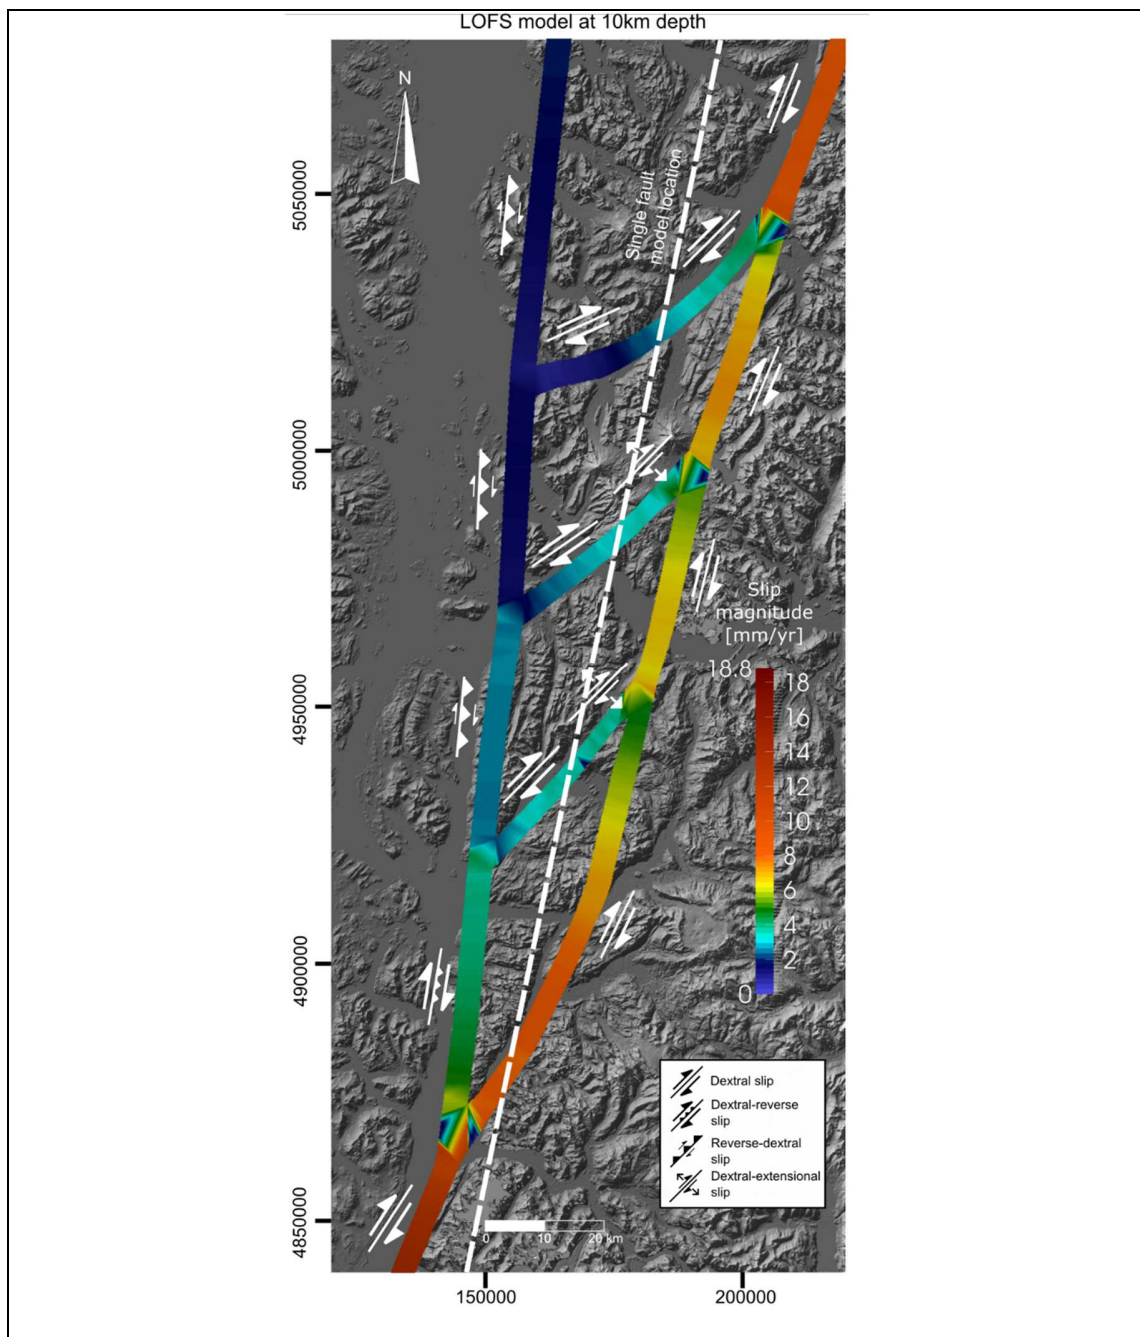 LOFS model at 10km depth
N
Single fault
model location
5050000
5000000
4950000
4900000
4850000
Slip
magnitude
[mm/yr]
18.8
18
16
14
12
10
8
6
4
2
0
Dextral slip
Dextral-reverse
slip
Reverse-dextral
slip
Dextral-extensional
slip
0 10 20 km
150000 200000